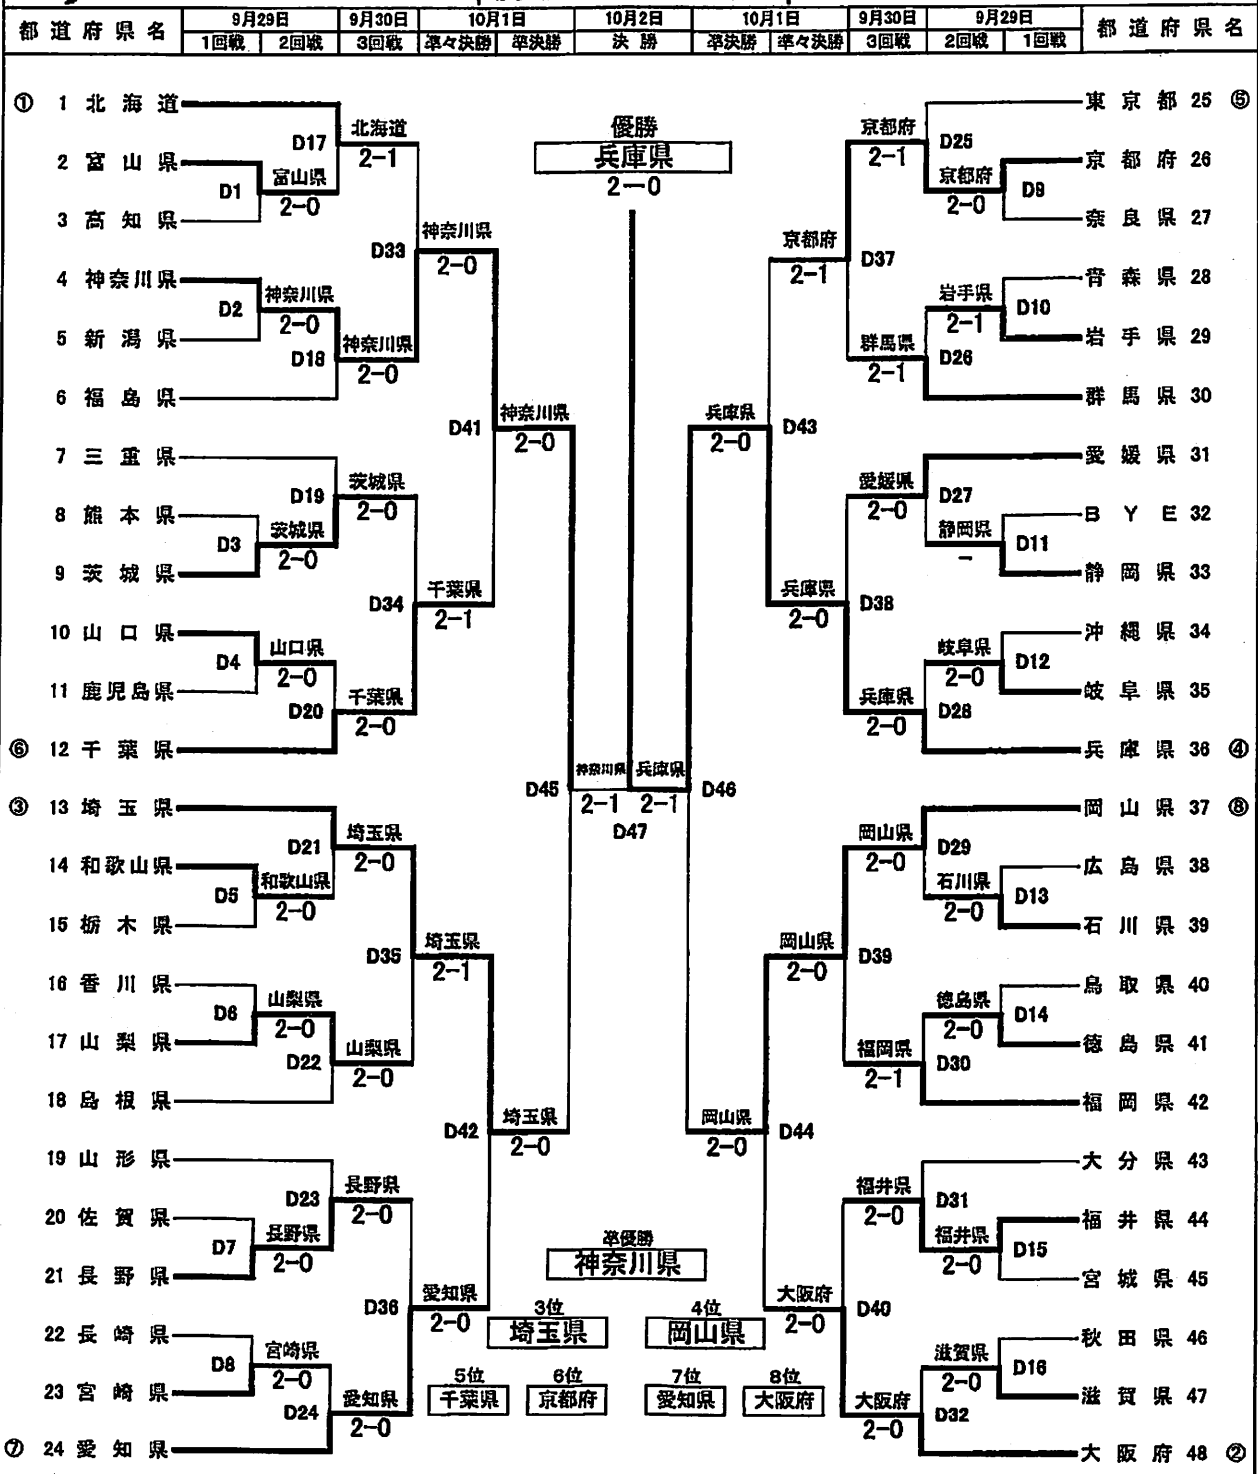 都道府県名 9月29日 9月30日 10月1日 10月2日 10月1日 9月30日 9月29日 都道府県名
1回戦 2回戦 3回戦 準々決勝 準決勝 決勝 準決勝 準々決勝 3回戦 2回戦 1回戦
① 1 北海道
2 富山県
3 高知県
4 神奈川県
5 新潟県
6 福島県
7 三重県
8 熊本県
9 茨城県
10 山口県
11 鹿児島県
⑥ 12 千葉県
③ 13 埼玉県
14 和歌山県
15 栃木県
16 香川県
17 山梨県
18 島根県
19 山形県
20 佐賀県
21 長野県
22 長崎県
23 宮崎県
⑦ 24 愛知県
D1 富山県 2-0
D2 神奈川県 2-0
D3 茨城県 2-0
D4 山口県 2-0
D5 和歌山県 2-0
D6 山梨県 2-0
D7 長野県 2-0
D8 宮崎県 2-0
D17 北海道 2-1
D18 神奈川県 2-0
D19 茨城県 2-0
D20 千葉県 2-0
D21 埼玉県 2-0
D22 山梨県 2-0
D23 長野県 2-0
D24 愛知県 2-0
D33 神奈川県 2-0
D34 千葉県 2-1
D35 埼玉県 2-1
D36 愛知県 2-0
D41 神奈川県 2-0
D42 埼玉県 2-0
優勝
兵庫県
2-0
D45 神奈川県 2-1
兵庫県 2-1 D46
D47
準優勝
神奈川県
3位 4位
埼玉県 岡山県
5位 6位 7位 8位
千葉県 京都府 愛知県 大阪府
兵庫県 2-0 D43
岡山県 2-0 D44
京都府 2-1 D37
兵庫県 2-0 D38
岡山県 2-0 D39
大阪府 2-0 D40
京都府 2-1 D25
群馬県 2-1 D26
愛媛県 2-0 D27
兵庫県 2-0 D28
岡山県 2-0 D29
福岡県 2-1 D30
福井県 2-0 D31
大阪府 2-0 D32
京都府 2-0 D9
岩手県 2-1 D10
静岡県 - D11
岐阜県 2-0 D12
石川県 2-0 D13
徳島県 2-0 D14
福井県 2-0 D15
滋賀県 2-0 D16
東京都 25 ⑤
京都府 26
奈良県 27
青森県 28
岩手県 29
群馬県 30
愛媛県 31
BYE 32
静岡県 33
沖縄県 34
岐阜県 35
兵庫県 36 ④
岡山県 37 ⑧
広島県 38
石川県 39
鳥取県 40
徳島県 41
福岡県 42
大分県 43
福井県 44
宮城県 45
秋田県 46
滋賀県 47
大阪府 48 ②